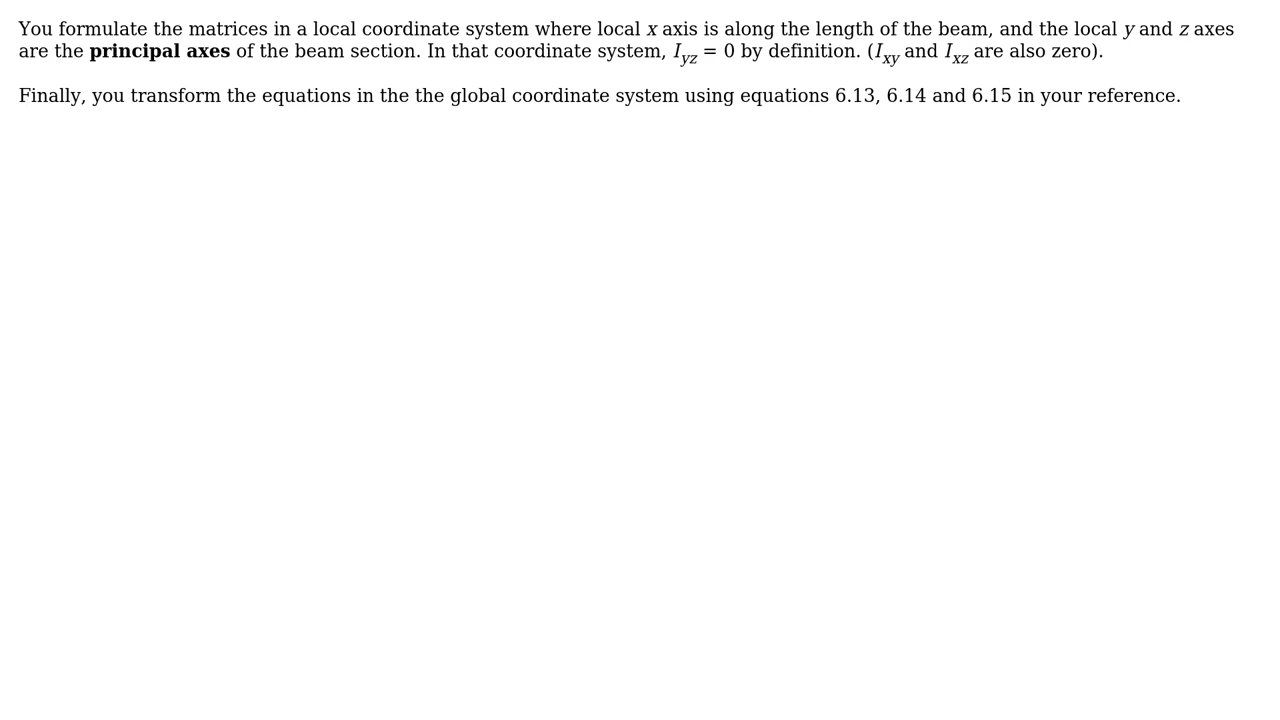 You formulate the matrices in a local coordinate system where local x axis is along the length of the beam, and the local y and z axes
are the principal axes of the beam section. In that coordinate system, I_yz = 0 by definition. (I_xy and I_xz are also zero).
Finally, you transform the equations in the the global coordinate system using equations 6.13, 6.14 and 6.15 in your reference.